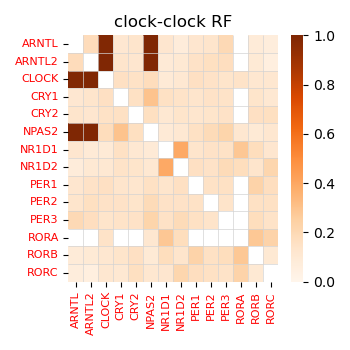 clock-clock RF
ARNTL
ARNTL2
CLOCK
CRY1
CRY2
NPAS2
NR1D1
NR1D2
PER1
PER2
PER3
RORA
RORB
RORC
ARNTL
ARNTL2
CLOCK
CRY1
CRY2
NPAS2
NR1D1
NR1D2
PER1
PER2
PER3
RORA
RORB
RORC
1.0
0.8
0.6
0.4
0.2
0.0